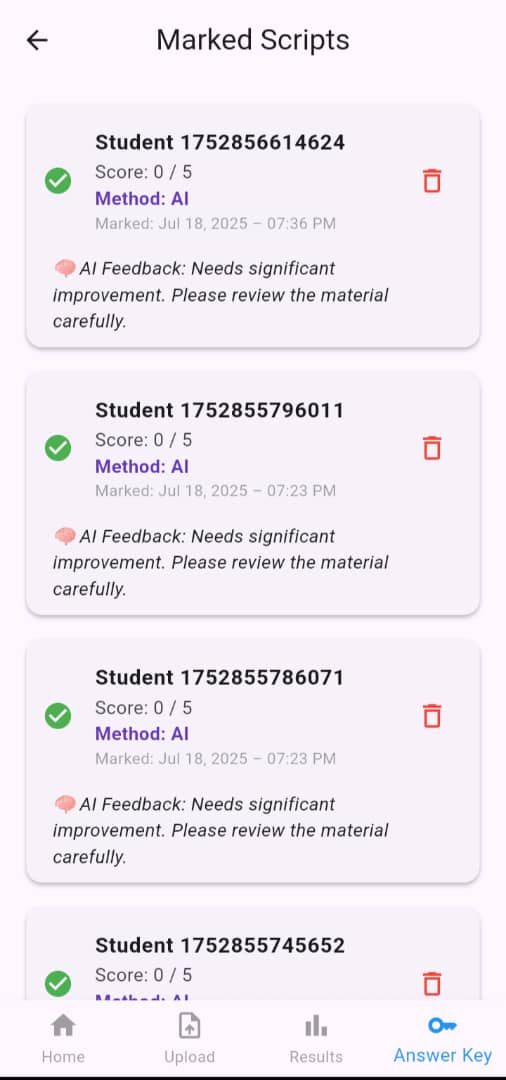 Marked Scripts
Student 1752856614624
Score: 0 / 5
Method: AI
Marked: Jul 18, 2025 – 07:36 PM
🧠 AI Feedback: Needs significant
improvement. Please review the material
carefully.
Student 1752855796011
Score: 0 / 5
Method: AI
Marked: Jul 18, 2025 – 07:23 PM
🧠 AI Feedback: Needs significant
improvement. Please review the material
carefully.
Student 1752855786071
Score: 0 / 5
Method: AI
Marked: Jul 18, 2025 – 07:23 PM
🧠 AI Feedback: Needs significant
improvement. Please review the material
carefully.
Student 1752855745652
Score: 0 / 5
Method: AI
Home
Upload
Results
Answer Key